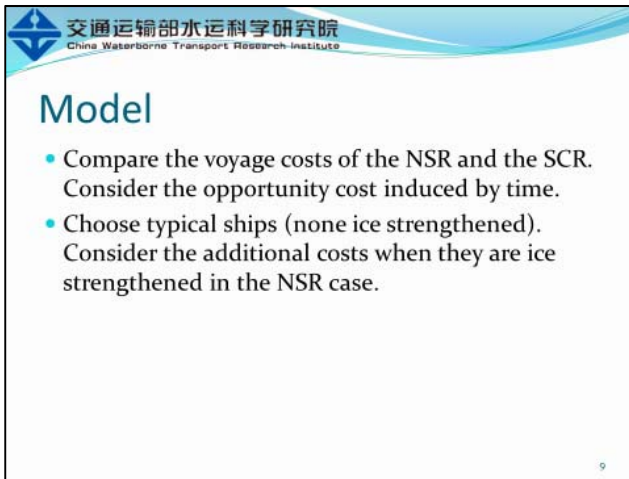 交通运输部水运科学研究院
China Waterborne Transport Research Institute
Model
• Compare the voyage costs of the NSR and the SCR.
Consider the opportunity cost induced by time.
• Choose typical ships (none ice strengthened).
Consider the additional costs when they are ice
strengthened in the NSR case.
9